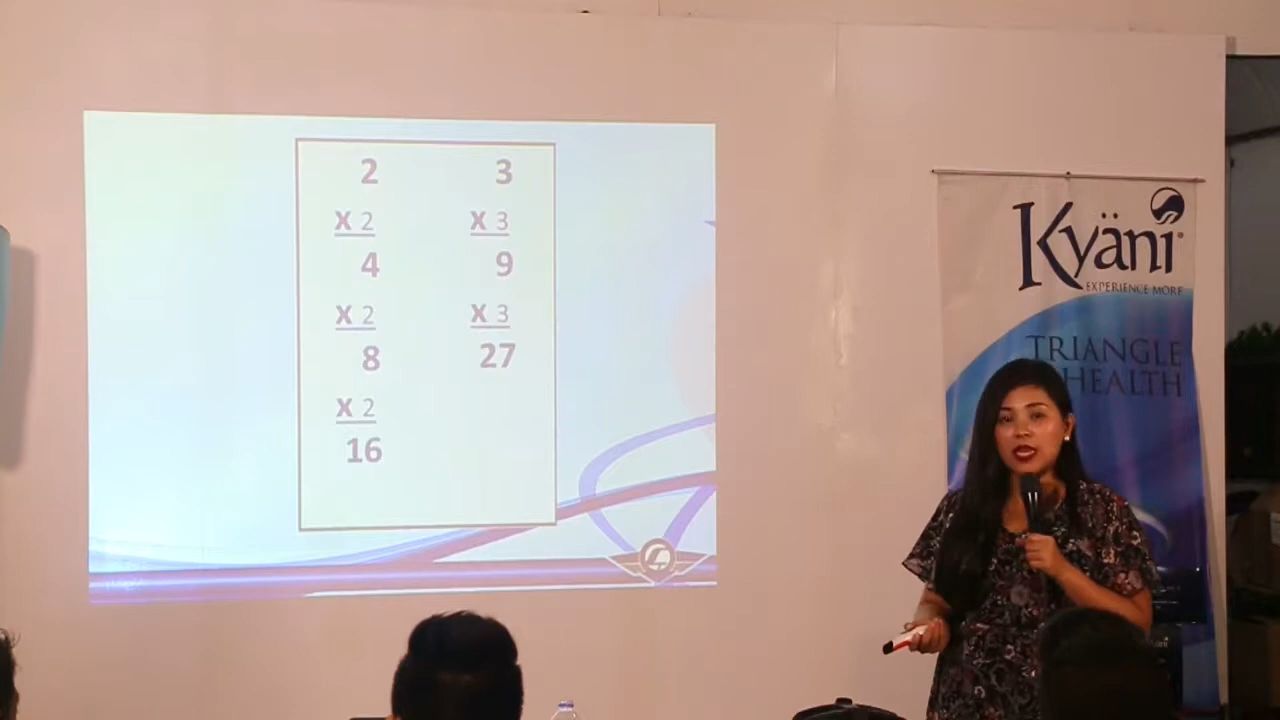 2 3
X 2 X 3
4 9
X 2 X 3
8 27
X 2
16
Kyäni®
EXPERIENCE MORE
TRIANGLE
HEALTH